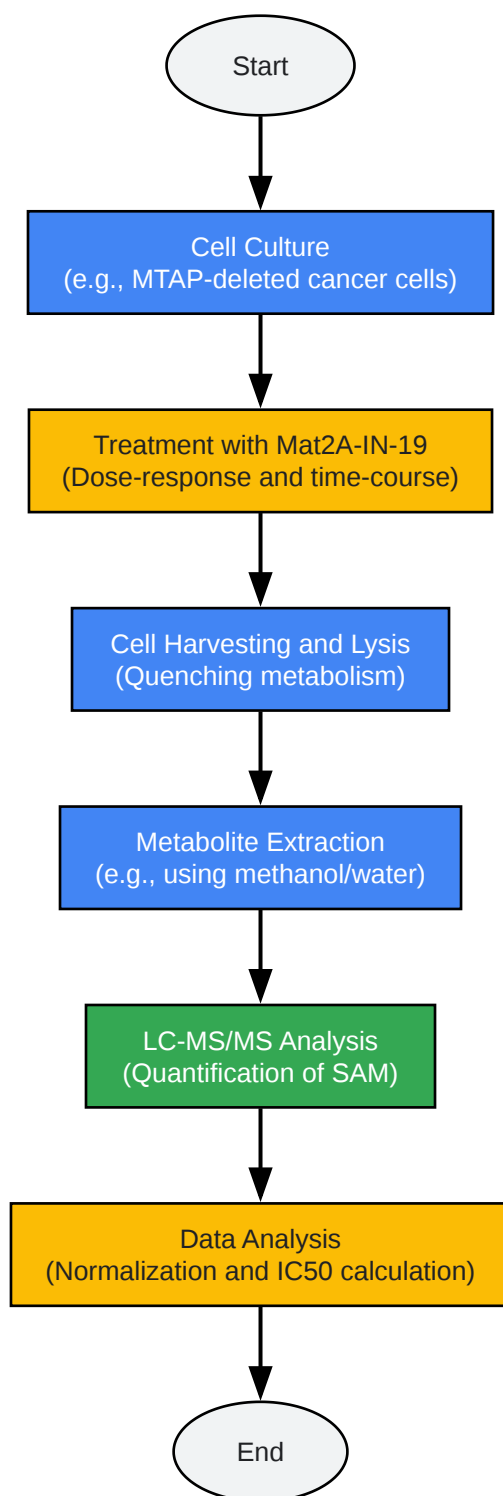 Start
Cell Culture
(e.g., MTAP-deleted cancer cells)
Treatment with Mat2A-IN-19
(Dose-response and time-course)
Cell Harvesting and Lysis
(Quenching metabolism)
Metabolite Extraction
(e.g., using methanol/water)
LC-MS/MS Analysis
(Quantification of SAM)
Data Analysis
(Normalization and IC50 calculation)
End